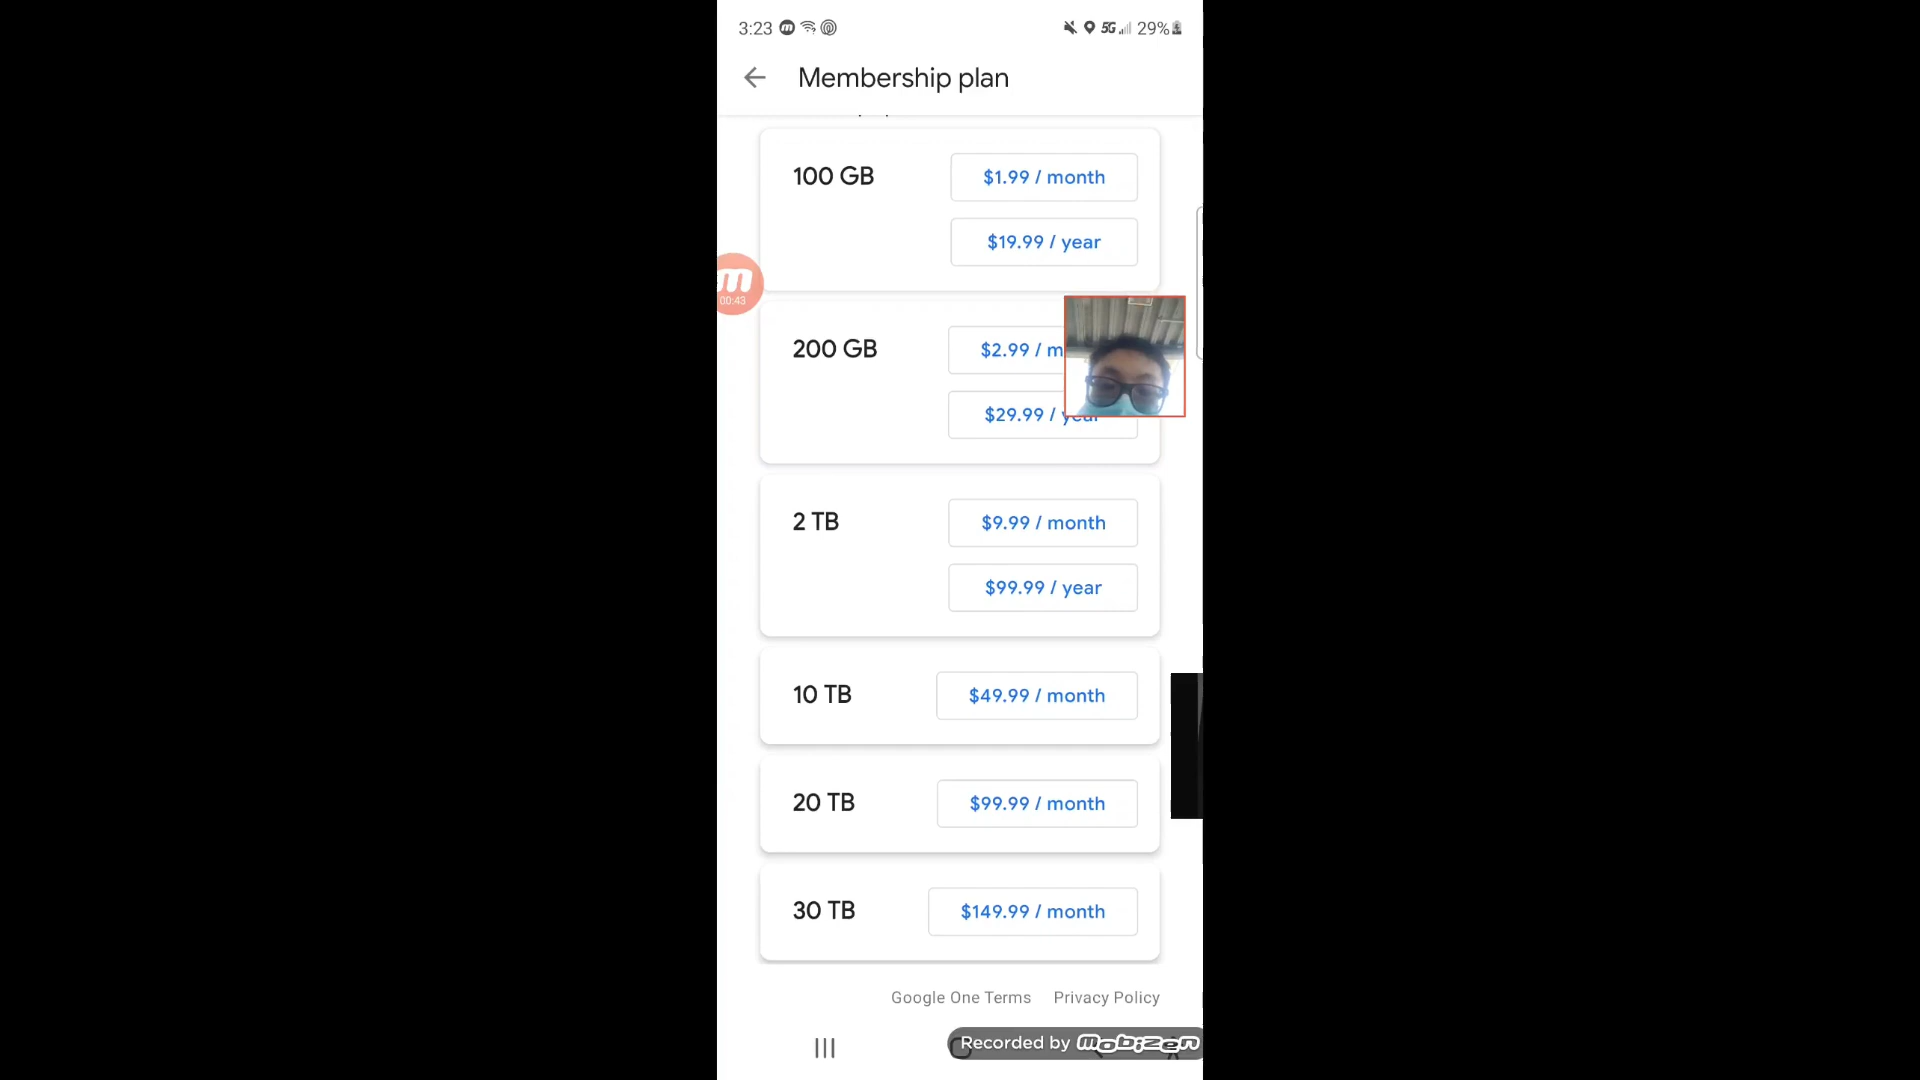 3:23 m 5G 29%
Membership plan
100 GB $1.99 / month
$19.99 / year
m
00:43
200 GB $2.99 / m
$29.99 / year
2 TB $9.99 / month
$99.99 / year
10 TB $49.99 / month
20 TB $99.99 / month
30 TB $149.99 / month
Google One Terms Privacy Policy
Recorded by mobizen